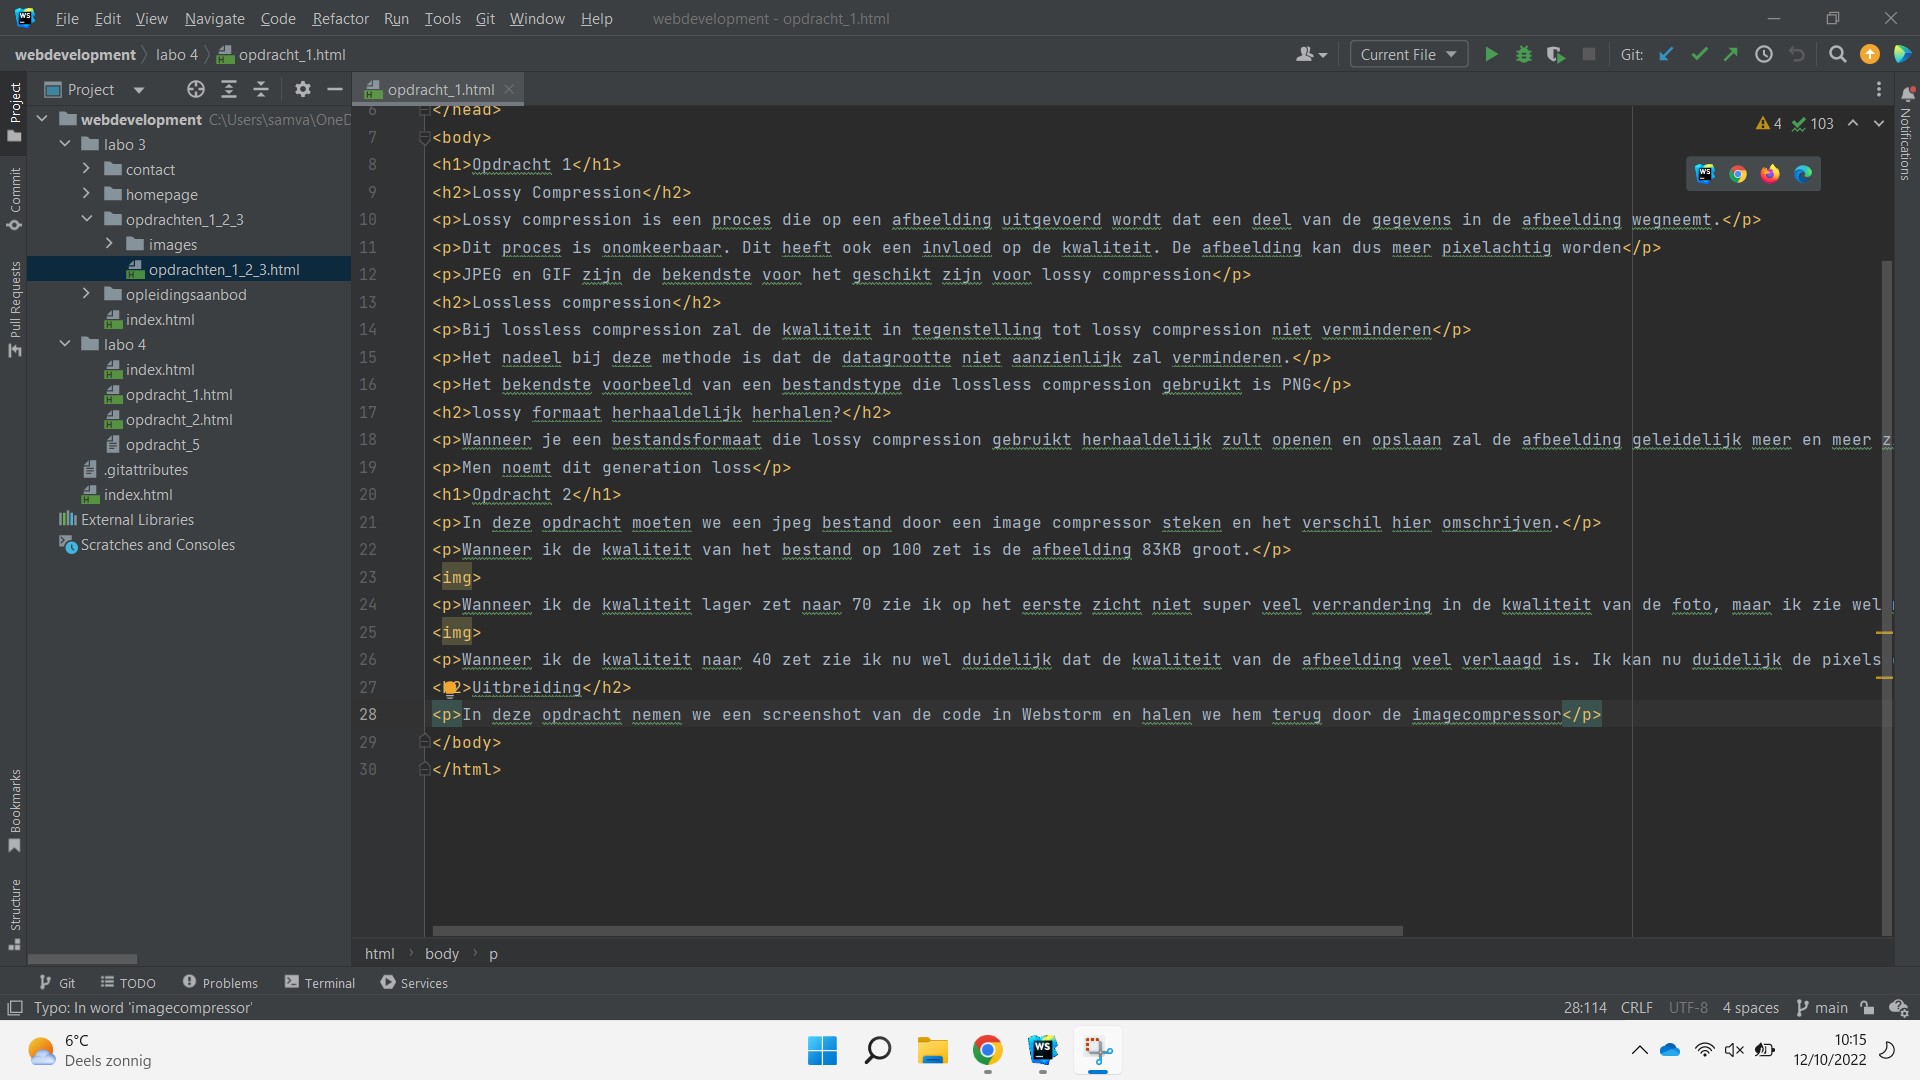 File Edit View Navigate Code Refactor Run Tools Git Window Help webdevelopment - opdracht_1.html
webdevelopment labo 4 opdracht_1.html Current File Git:
Project opdracht_1.html
webdevelopment C:\Users\samva\OneD
labo 3
contact
homepage
opdrachten_1_2_3
images
opdrachten_1_2_3.html
opleidingsaanbod
index.html
labo 4
index.html
opdracht_1.html
opdracht_2.html
opdracht_5
.gitattributes
index.html
External Libraries
Scratches and Consoles
Project
Commit
Pull Requests
Bookmarks
Structure
4 103
Notifications
6 </head>
7 <body>
8 <h1>Opdracht 1</h1>
9 <h2>Lossy Compression</h2>
10 <p>Lossy compression is een proces die op een afbeelding uitgevoerd wordt dat een deel van de gegevens in de afbeelding wegneemt.</p>
11 <p>Dit proces is onomkeerbaar. Dit heeft ook een invloed op de kwaliteit. De afbeelding kan dus meer pixelachtig worden</p>
12 <p>JPEG en GIF zijn de bekendste voor het geschikt zijn voor lossy compression</p>
13 <h2>Lossless compression</h2>
14 <p>Bij lossless compression zal de kwaliteit in tegenstelling tot lossy compression niet verminderen</p>
15 <p>Het nadeel bij deze methode is dat de datagrootte niet aanzienlijk zal verminderen.</p>
16 <p>Het bekendste voorbeeld van een bestandstype die lossless compression gebruikt is PNG</p>
17 <h2>lossy formaat herhaaldelijk herhalen?</h2>
18 <p>Wanneer je een bestandsformaat die lossy compression gebruikt herhaaldelijk zult openen en opslaan zal de afbeelding geleidelijk meer en meer z
19 <p>Men noemt dit generation loss</p>
20 <h1>Opdracht 2</h1>
21 <p>In deze opdracht moeten we een jpeg bestand door een image compressor steken en het verschil hier omschrijven.</p>
22 <p>Wanneer ik de kwaliteit van het bestand op 100 zet is de afbeelding 83KB groot.</p>
23 <img>
24 <p>Wanneer ik de kwaliteit lager zet naar 70 zie ik op het eerste zicht niet super veel verrandering in de kwaliteit van de foto, maar ik zie wel
25 <img>
26 <p>Wanneer ik de kwaliteit naar 40 zet zie ik nu wel duidelijk dat de kwaliteit van de afbeelding veel verlaagd is. Ik kan nu duidelijk de pixels
27 <h2>Uitbreiding</h2>
28 <p>In deze opdracht nemen we een screenshot van de code in Webstorm en halen we hem terug door de imagecompressor</p>
29 </body>
30 </html>
html body p
Git TODO Problems Terminal Services
Typo: In word 'imagecompressor' 28:114 CRLF UTF-8 4 spaces main
6°C
Deels zonnig
10:15
12/10/2022